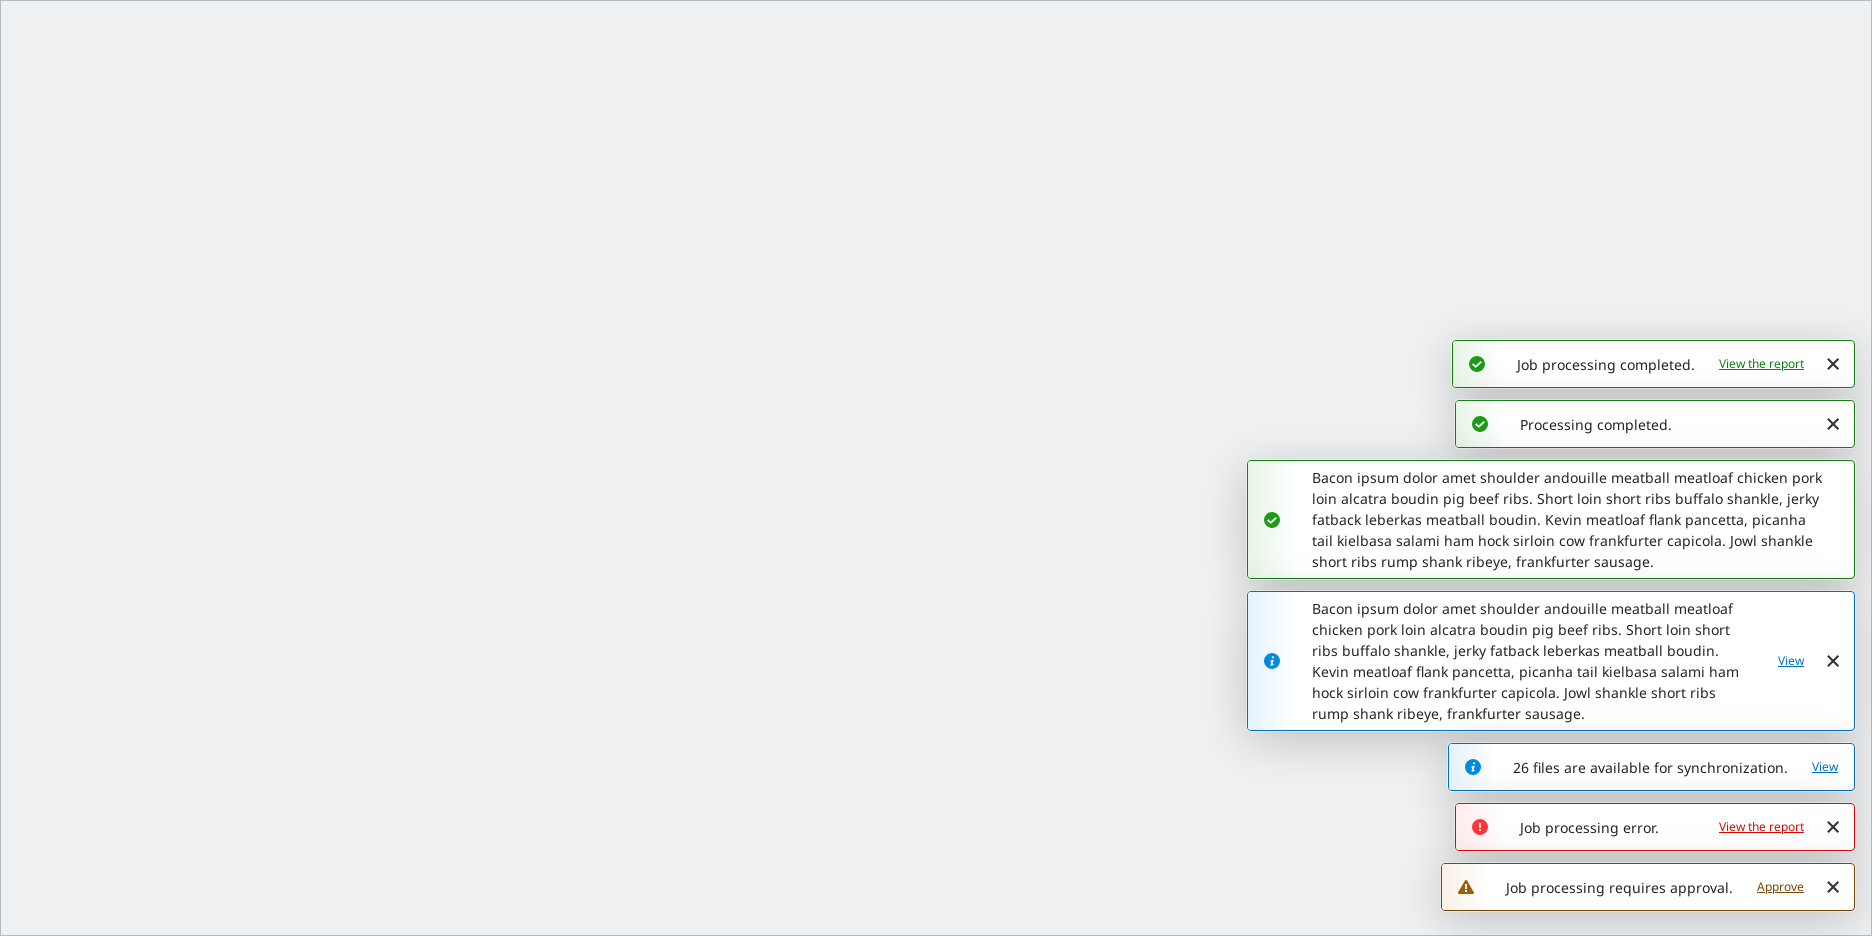 Job processing completed. View the report
Processing completed.
Bacon ipsum dolor amet shoulder andouille meatball meatloaf chicken pork
loin alcatra boudin pig beef ribs. Short loin short ribs buffalo shankle, jerky
fatback leberkas meatball boudin. Kevin meatloaf flank pancetta, picanha
tail kielbasa salami ham hock sirloin cow frankfurter capicola. Jowl shankle
short ribs rump shank ribeye, frankfurter sausage.
Bacon ipsum dolor amet shoulder andouille meatball meatloaf
chicken pork loin alcatra boudin pig beef ribs. Short loin short
ribs buffalo shankle, jerky fatback leberkas meatball boudin.
Kevin meatloaf flank pancetta, picanha tail kielbasa salami ham
hock sirloin cow frankfurter capicola. Jowl shankle short ribs
rump shank ribeye, frankfurter sausage.
View
26 files are available for synchronization. View
Job processing error. View the report
Job processing requires approval. Approve